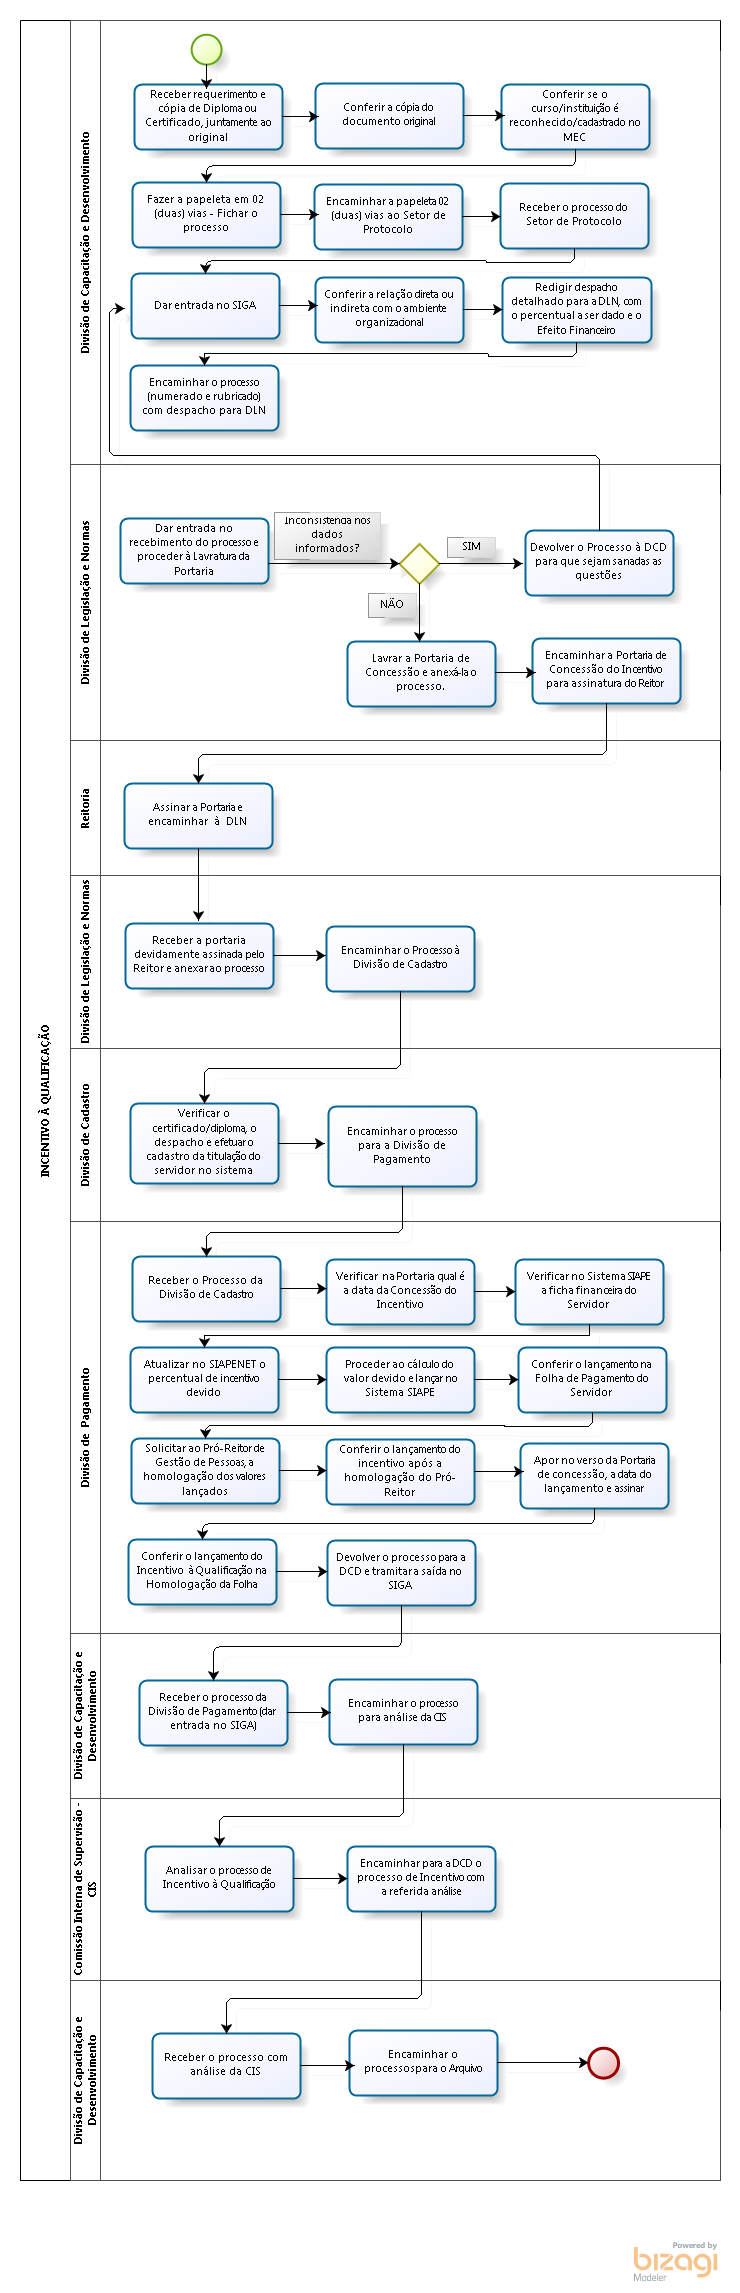 INCENTIVO À QUALIFICAÇÃO
Divisão de Capacitação e Desenvolvimento
Receber requerimento e
cópia de Diploma ou
Certificado, juntamente ao
original
Conferir a cópia do
documento original
Conferir se o
curso/instituição é
reconhecido/cadastrado no
MEC
Fazer a papeleta em 02
(duas) vias - Fichar o
processo
Encaminhar a papeleta 02
(duas) vias ao Setor de
Protocolo
Receber o processo do
Setor de Protocolo
Dar entrada no SIGA
Conferir a relação direta ou
indireta com o ambiente
organizacional
Redigir despacho
detalhado para a DLN, com
o percentual a ser dado e o
Efeito Financeiro
Encaminhar o processo
(numerado e rubricado)
com despacho para DLN
Divisão de Legislação e Normas
Dar entrada no
recebimento do processo e
proceder à Lavratura da
Portaria
Inconsistência nos
dados
informados?
SIM
Devolver o Processo à DCD
para que sejam sanadas as
questões
NÃO
Lavrar a Portaria de
Concessão e anexá-la o
processo.
Encaminhar a Portaria de
Concessão do Incentivo
para assinatura do Reitor
Reitoria
Assinar a Portaria e
encaminhar à DLN
Divisão de Legislação e Normas
Receber a portaria
devidamente assinada pelo
Reitor e anexar ao processo
Encaminhar o Processo à
Divisão de Cadastro
Divisão de Cadastro
Verificar o
certificado/diploma, o
despacho e efetuar o
cadastro da titulação do
servidor no sistema
Encaminhar o processo
para a Divisão de
Pagamento
Divisão de Pagamento
Receber o Processo da
Divisão de Cadastro
Verificar na Portaria qual é
a data da Concessão do
Incentivo
Verificar no Sistema SIAPE
a ficha financeira do
Servidor
Atualizar no SIAPENET o
percentual de incentivo
devido
Proceder ao cálculo do
valor devido e lançar no
Sistema SIAPE
Conferir o lançamento na
Folha de Pagamento do
Servidor
Solicitar ao Pró-Reitor de
Gestão de Pessoas, a
homologação dos valores
lançados
Conferir o lançamento do
incentivo após a
homologação do Pró-
Reitor
Apor no verso da Portaria
de concessão, a data do
lançamento e assinar
Conferir o lançamento do
Incentivo à Qualificação na
Homologação da Folha
Devolver o processo para a
DCD e tramitar a saída no
SIGA
Divisão de Capacitação e
Desenvolvimento
Receber o processo da
Divisão de Pagamento (dar
entrada no SIGA)
Encaminhar o processo
para análise da CIS
Comissão Interna de Supervisão -
CIS
Analisar o processo de
Incentivo à Qualificação
Encaminhar para a DCD o
processo de Incentivo com
a referida análise
Divisão de Capacitação e
Desenvolvimento
Receber o processo com
análise da CIS
Encaminhar o
processos para o Arquivo
Powered by
bizagi
Modeler